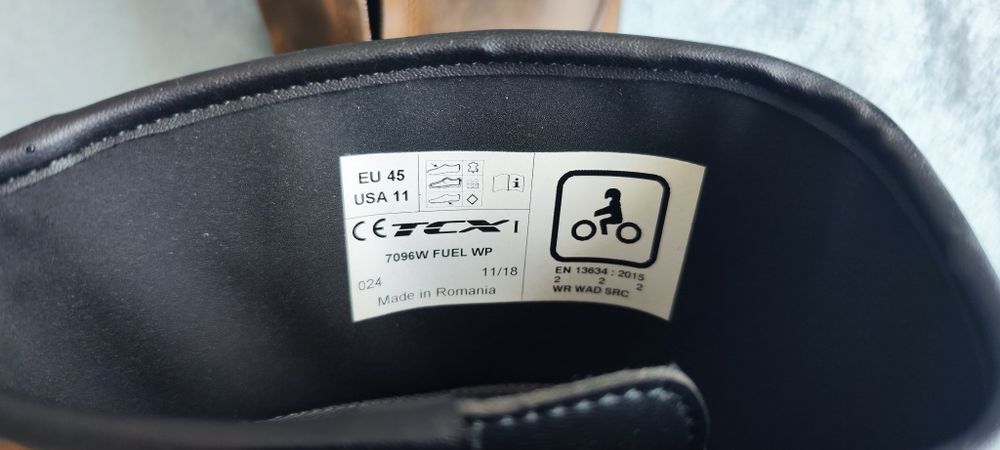 EU 45
USA 11
CE TCX I
7096W FUEL WP
024 11/18
Made in Romania
i
EN 13634 : 2015
2 2 2
WR WAD SRC